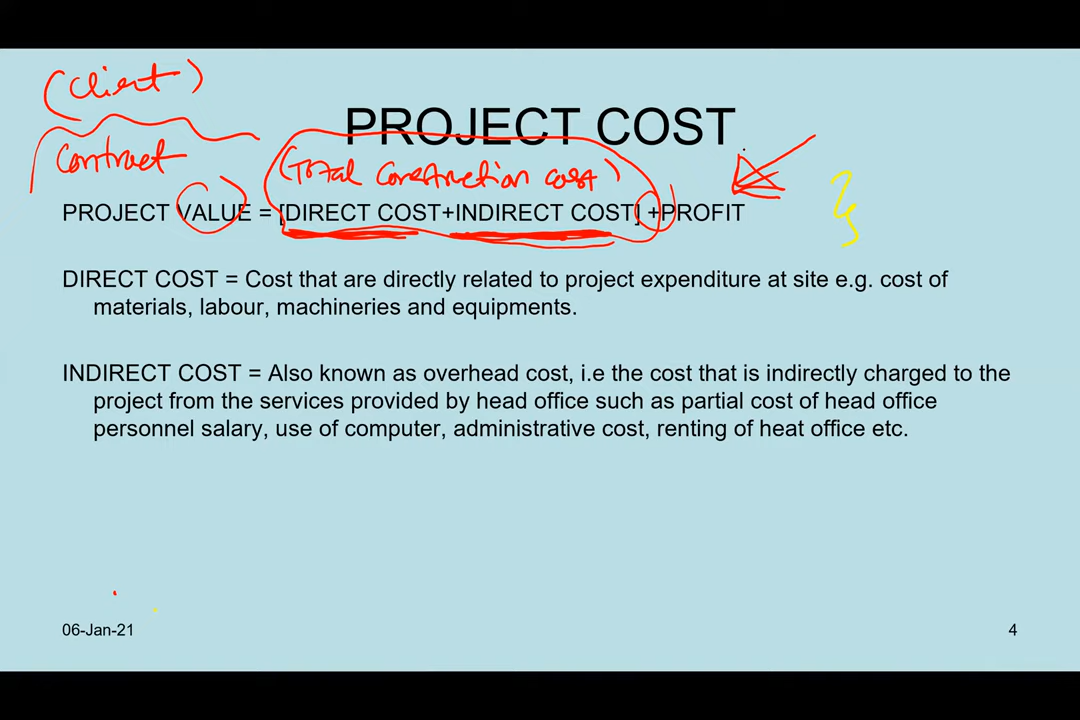 (Client)
PROJECT COST
Contract
(Total Construction cost)
PROJECT VALUE = [DIRECT COST+INDIRECT COST] +PROFIT
DIRECT COST = Cost that are directly related to project expenditure at site e.g. cost of
materials, labour, machineries and equipments.
INDIRECT COST = Also known as overhead cost, i.e the cost that is indirectly charged to the
project from the services provided by head office such as partial cost of head office
personnel salary, use of computer, administrative cost, renting of heat office etc.
06-Jan-21
4